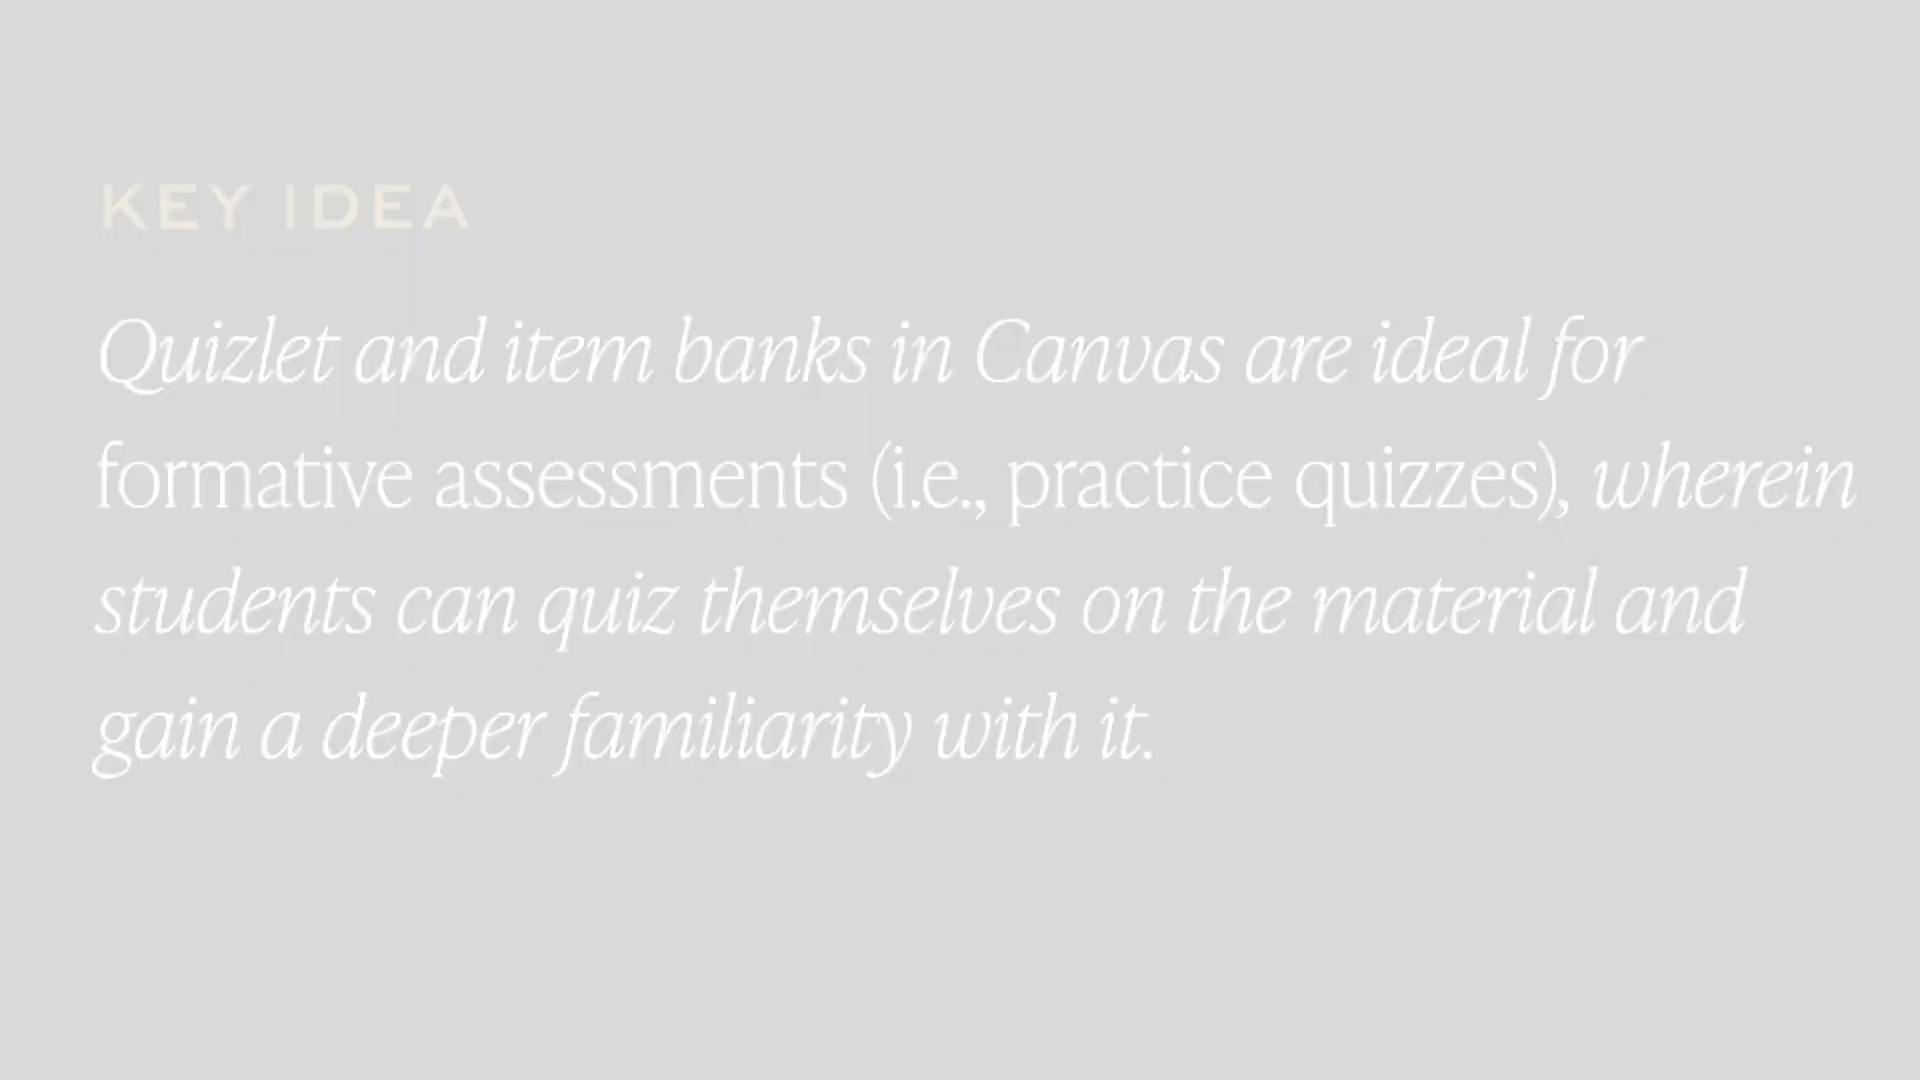 KEY IDEA
Quizlet and item banks in Canvas are ideal for
formative assessments (i.e., practice quizzes), wherein
students can quiz themselves on the material and
gain a deeper familiarity with it.